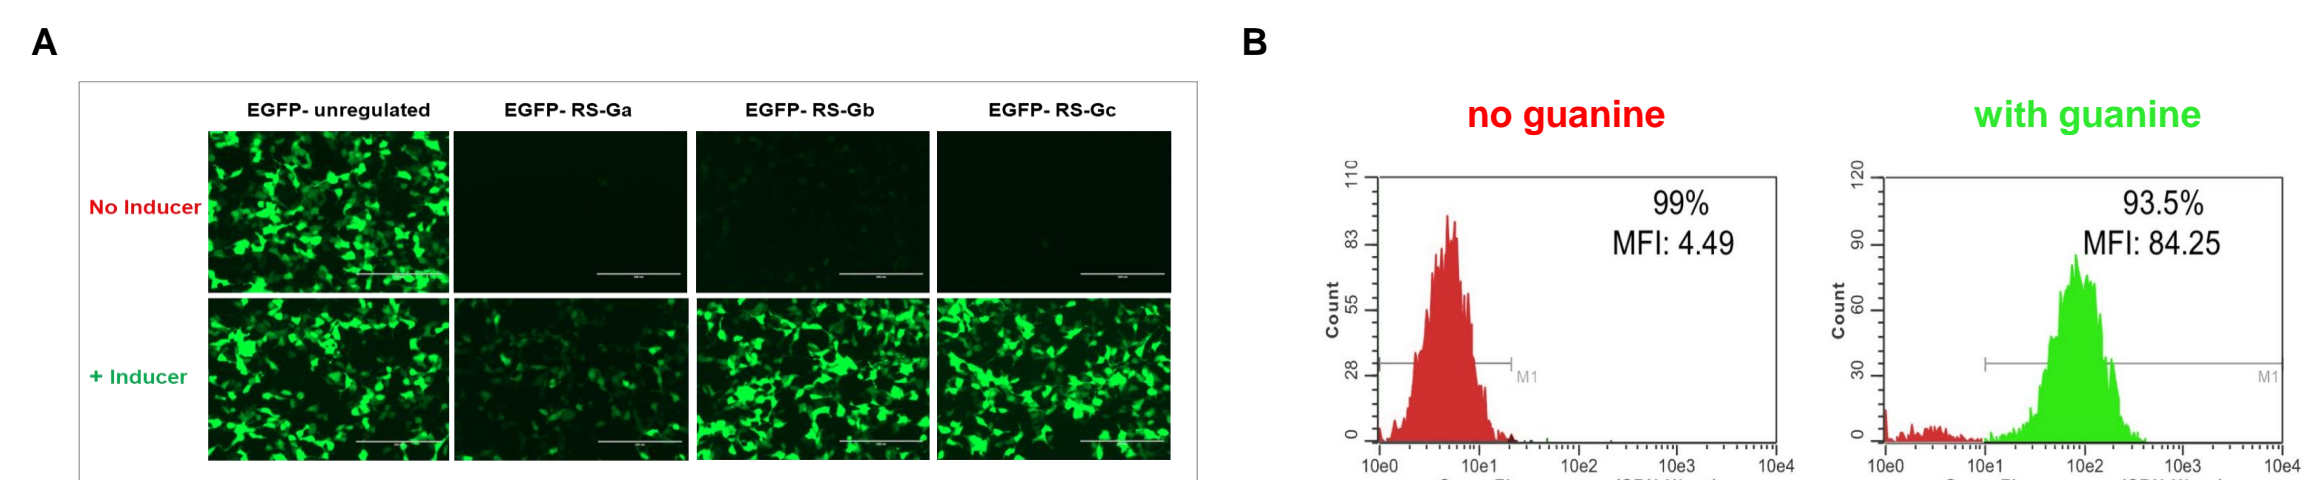 A
B
EGFP- unregulated
EGFP- RS-Ga
EGFP- RS-Gb
EGFP- RS-Gc
No Inducer
+ Inducer
no guanine
with guanine
110
83
55
28
0
Count
99%
MFI: 4.49
M1
10e0
10e1
10e2
10e3
10e4
120
90
60
30
0
Count
93.5%
MFI: 84.25
M1
10e0
10e1
10e2
10e3
10e4